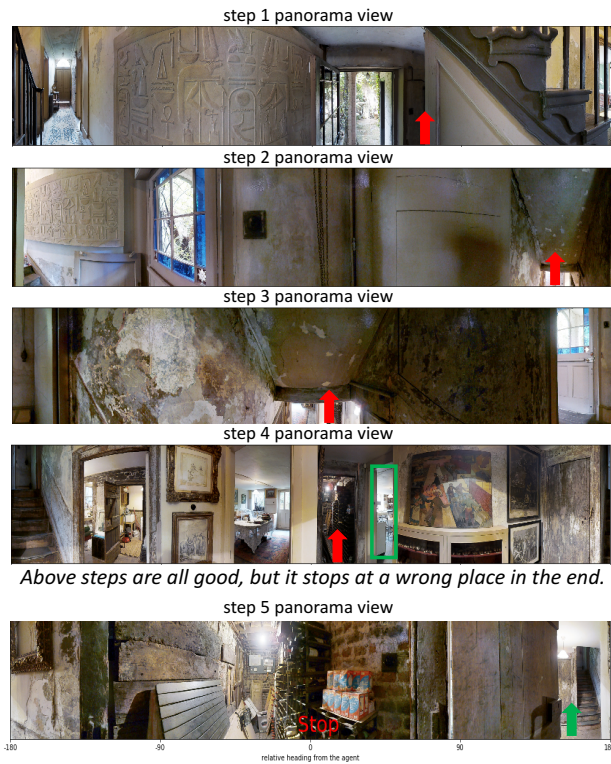 step 1 panorama view
step 2 panorama view
step 3 panorama view
step 4 panorama view
Above steps are all good, but it stops at a wrong place in the end.
step 5 panorama view
Stop
-180 -90 0 90 18
relative heading from the agent